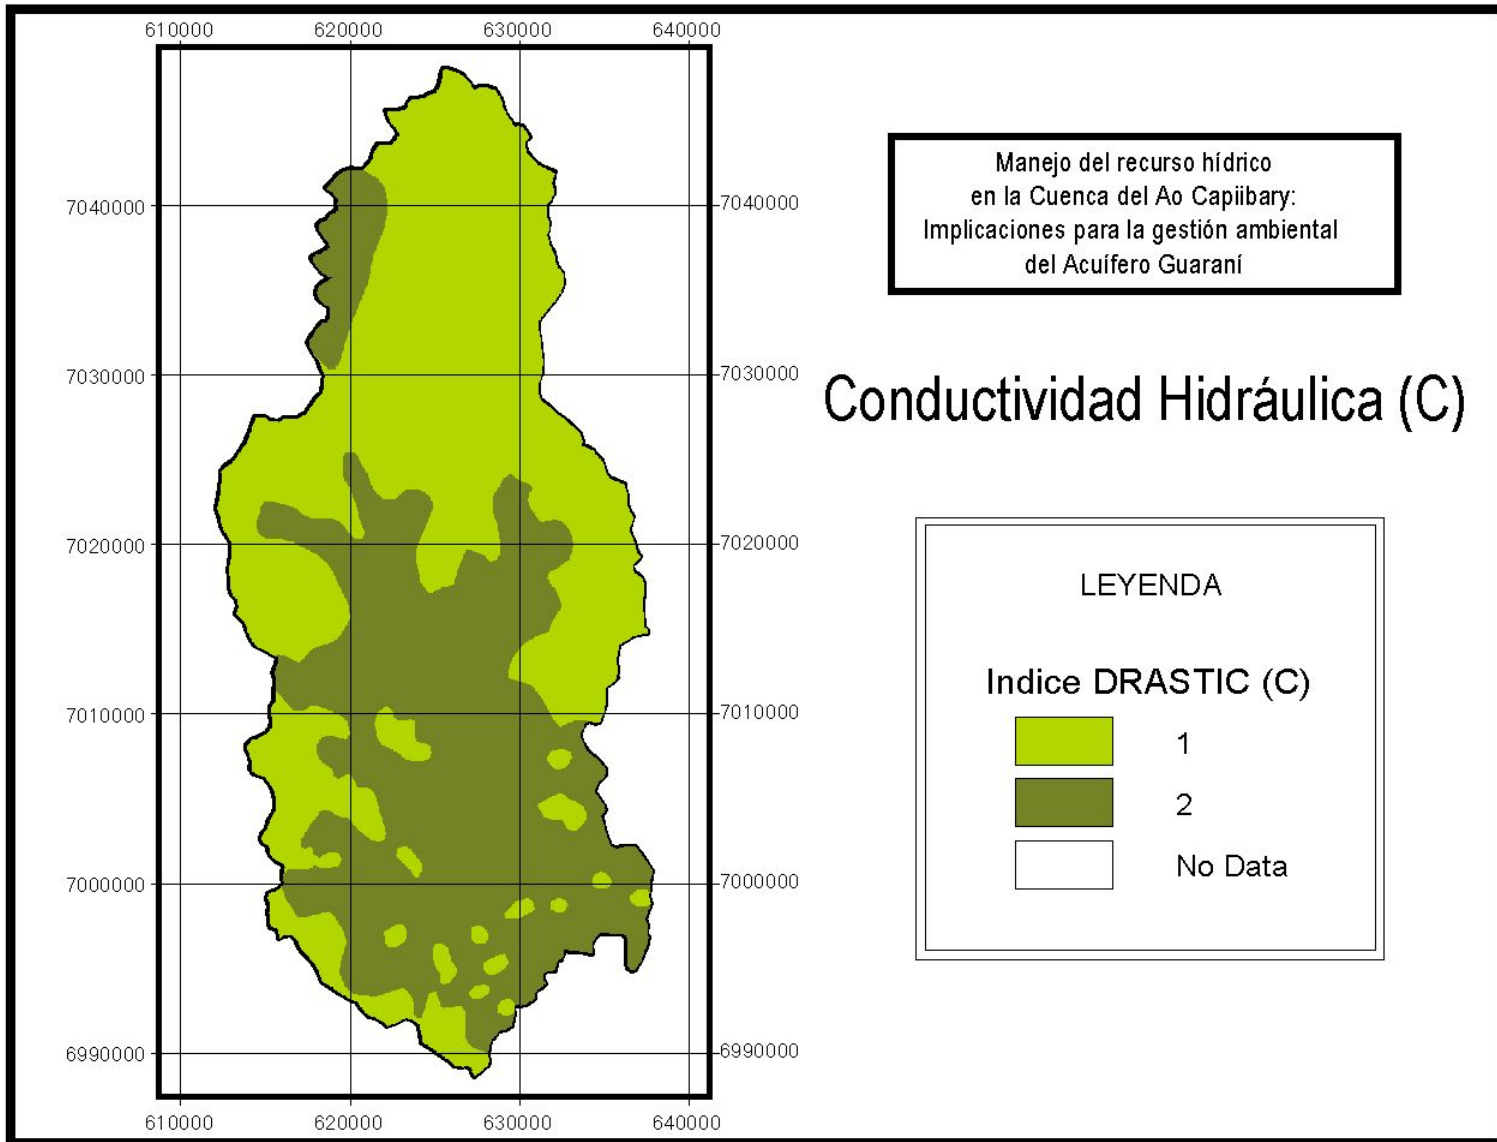 610000 620000 630000 640000
Manejo del recurso hídrico
en la Cuenca del Ao Capiibary:
Implicaciones para la gestión ambiental
del Acuífero Guaraní
7040000 7040000
7030000 7030000
Conductividad Hidráulica (C)
7020000 7020000
LEYENDA
Indice DRASTIC (C)
7010000 7010000
1
2
No Data
7000000 7000000
6990000 6990000
610000 620000 630000 640000